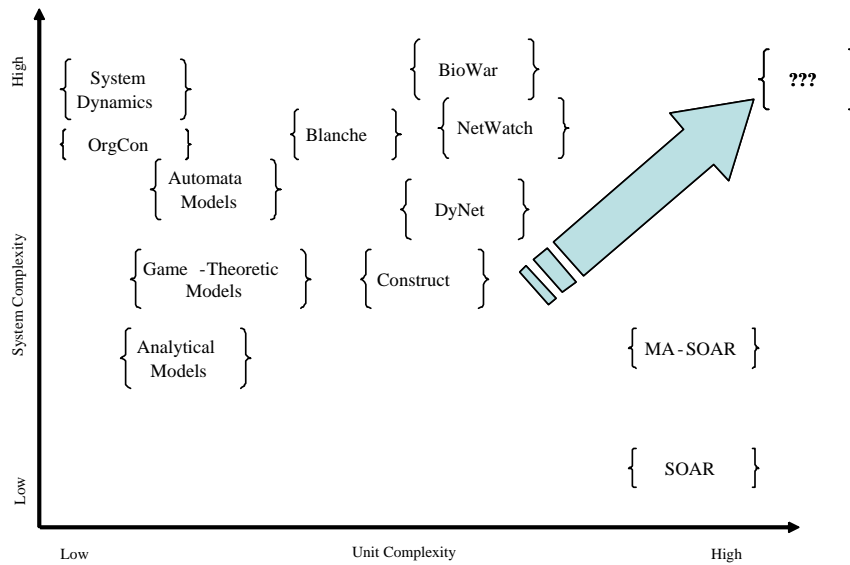 High
System Complexity
Low
System
Dynamics
OrgCon
Automata
Models
Game -Theoretic
Models
Analytical
Models
Blanche
BioWar
NetWatch
DyNet
Construct
???
MA-SOAR
SOAR
Low
Unit Complexity
High